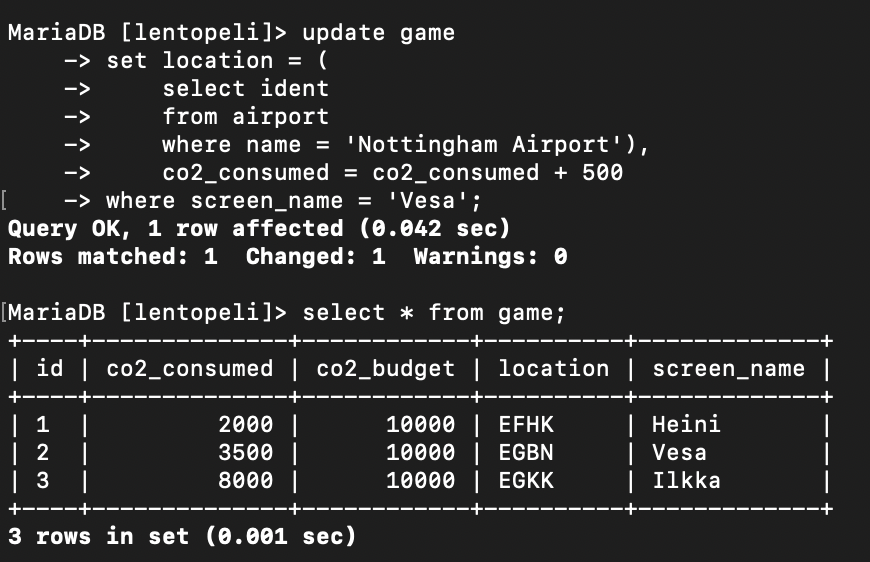 MariaDB [lentopeli]> update game
    -> set location = (
    ->     select ident
    ->     from airport
    ->     where name = 'Nottingham Airport'),
    ->     co2_consumed = co2_consumed + 500
[    -> where screen_name = 'Vesa';
Query OK, 1 row affected (0.042 sec)
Rows matched: 1  Changed: 1  Warnings: 0

[MariaDB [lentopeli]> select * from game;
+----+--------------+------------+----------+-------------+
| id | co2_consumed | co2_budget | location | screen_name |
+----+--------------+------------+----------+-------------+
| 1  |         2000 |      10000 | EFHK     | Heini       |
| 2  |         3500 |      10000 | EGBN     | Vesa        |
| 3  |         8000 |      10000 | EGKK     | Ilkka       |
+----+--------------+------------+----------+-------------+
3 rows in set (0.001 sec)